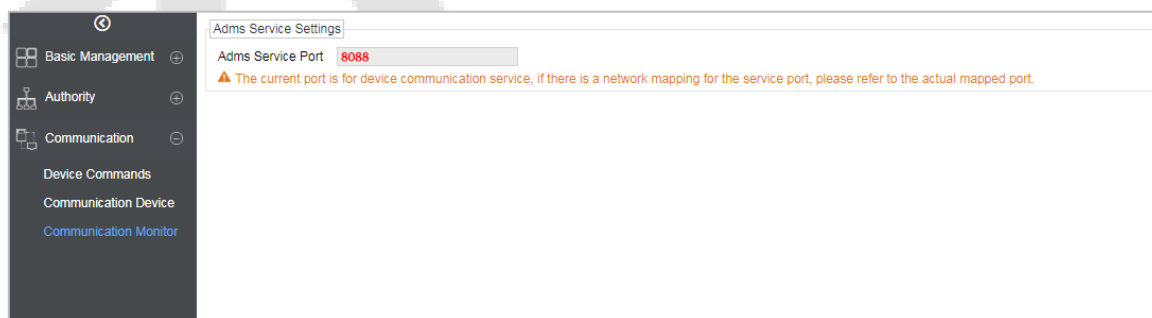 Basic Management
Authority
Communication
Device Commands
Communication Device
Communication Monitor
Adms Service Settings
Adms Service Port 8088
The current port is for device communication service, if there is a network mapping for the service port, please refer to the actual mapped port.